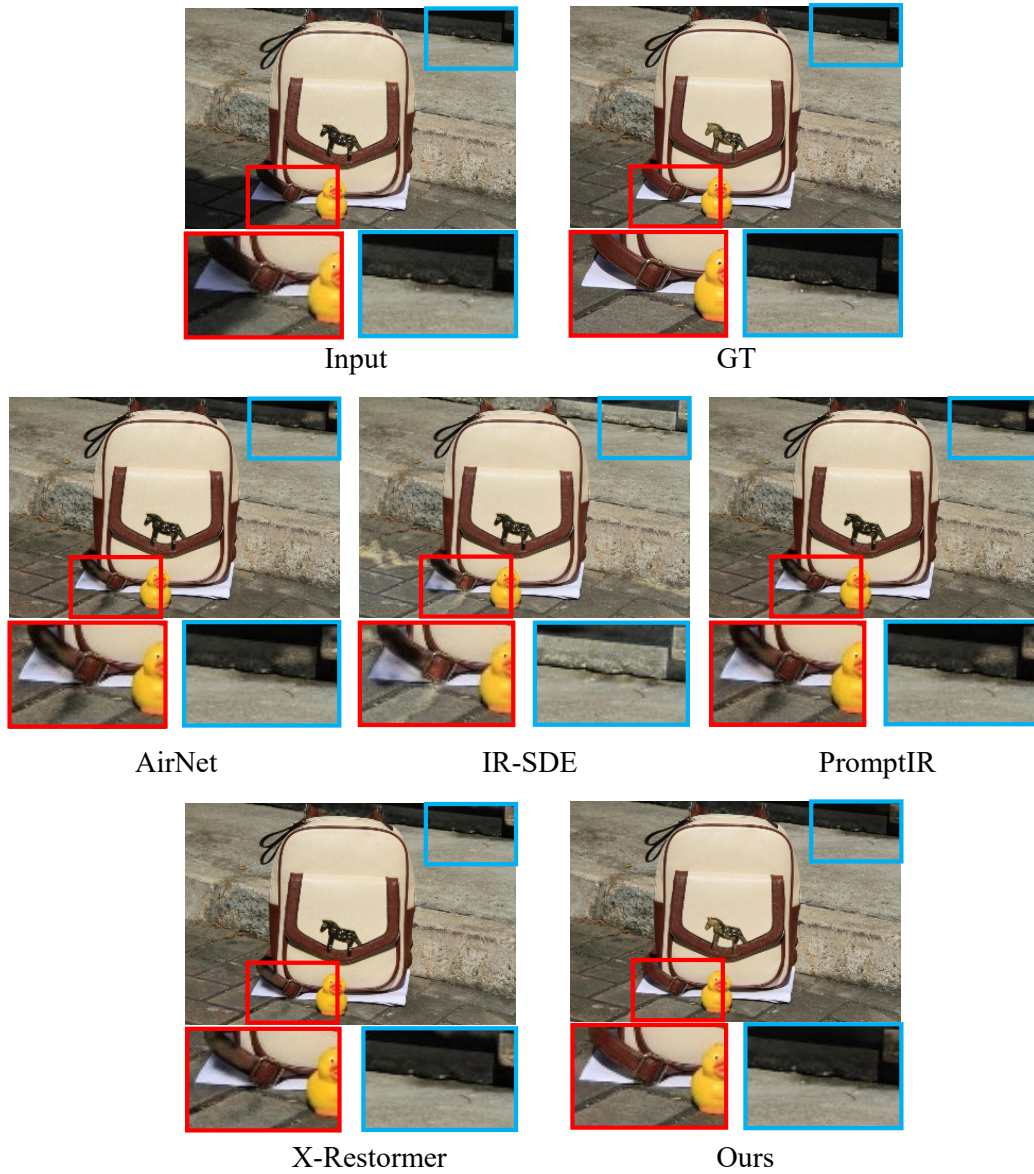 Input
GT
AirNet
IR-SDE
PromptIR
X-Restormer
Ours